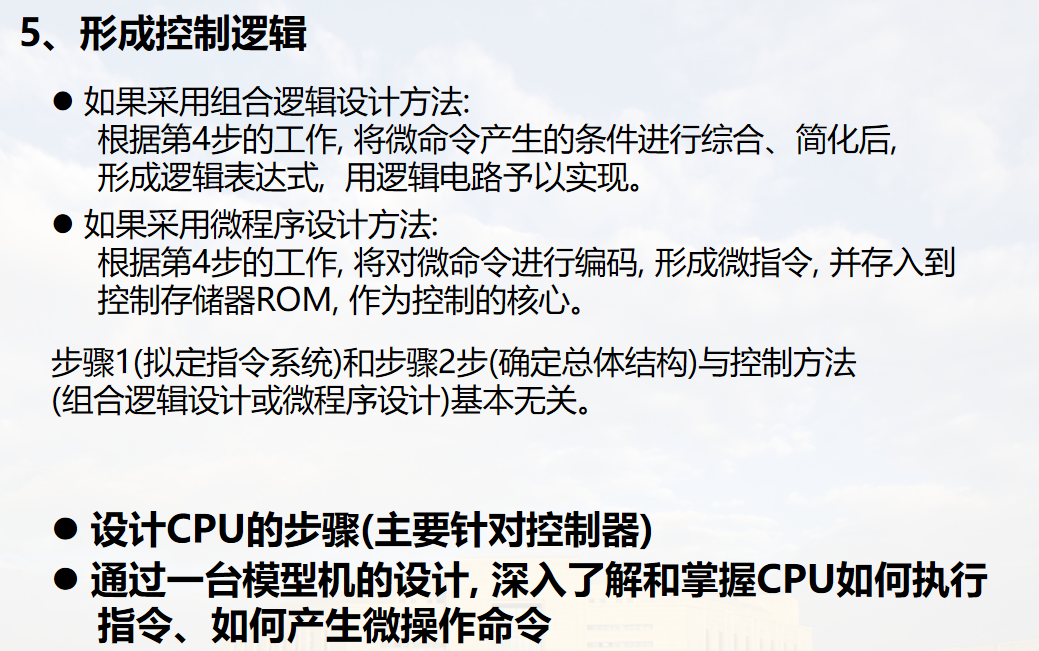 5、形成控制逻辑
● 如果采用组合逻辑设计方法:
根据第4步的工作, 将微命令产生的条件进行综合、简化后,
形成逻辑表达式, 用逻辑电路予以实现。
● 如果采用微程序设计方法:
根据第4步的工作, 将对微命令进行编码, 形成微指令, 并存入到
控制存储器ROM, 作为控制的核心。
步骤1(拟定指令系统)和步骤2步(确定总体结构)与控制方法
(组合逻辑设计或微程序设计)基本无关。
● 设计CPU的步骤(主要针对控制器)
● 通过一台模型机的设计, 深入了解和掌握CPU如何执行
指令、如何产生微操作命令